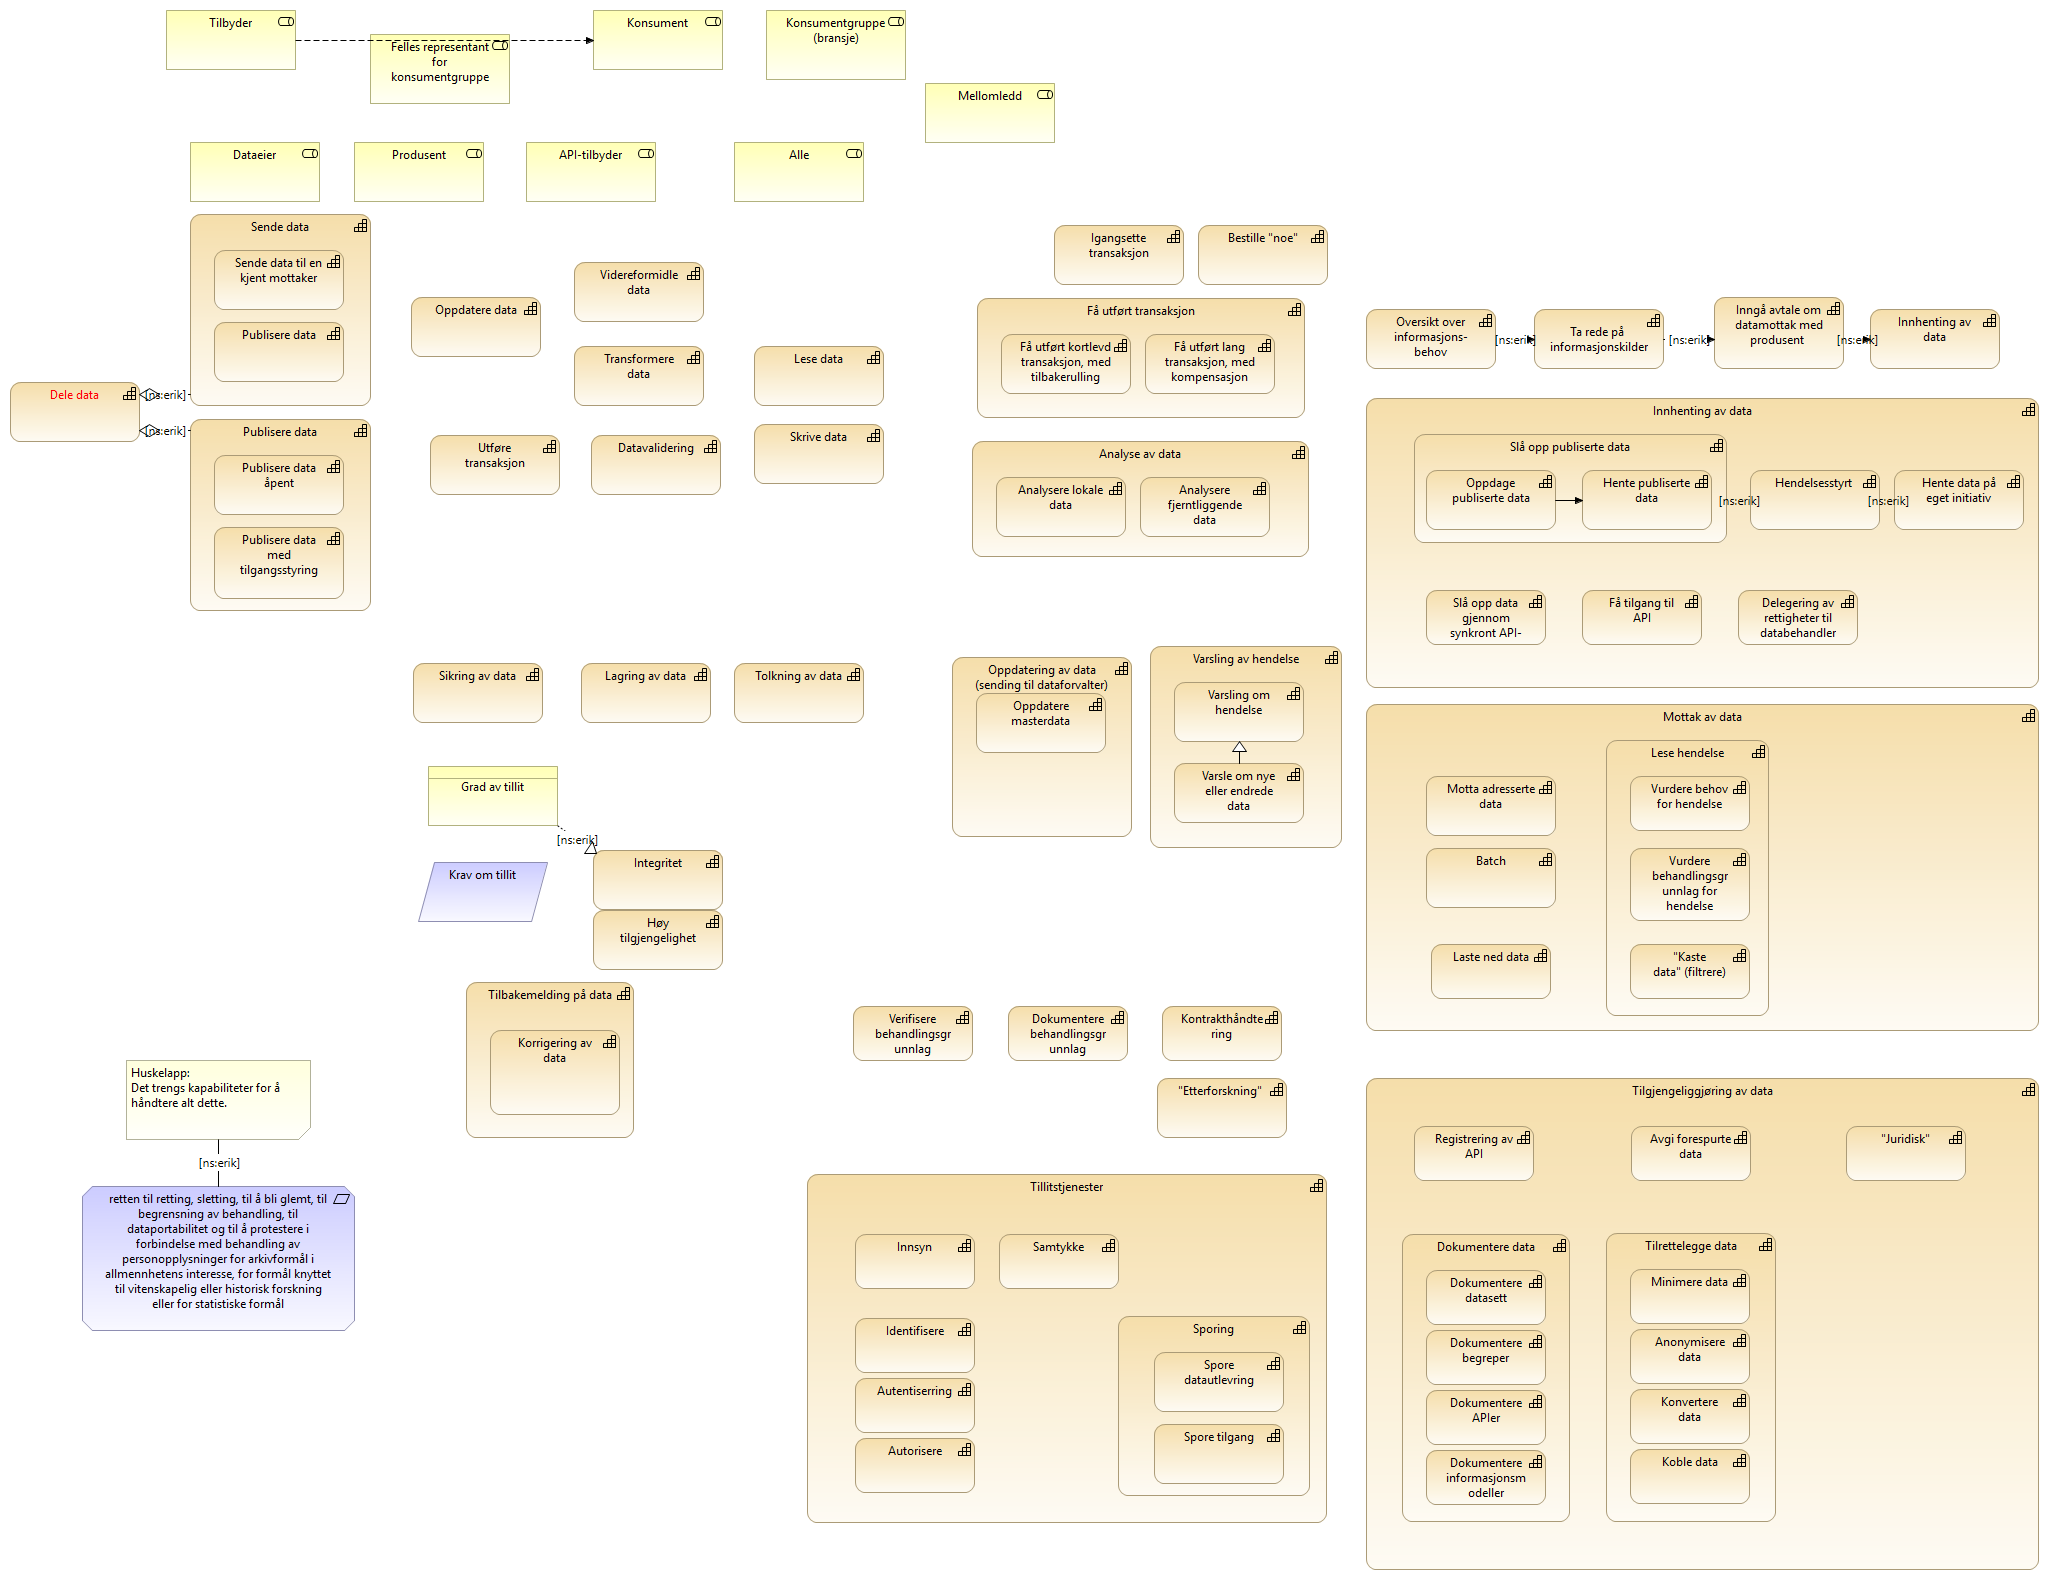 Tilbyder
Felles representant
for
konsumentgruppe
Konsument
Konsumentgruppe
(bransje)
Mellomledd
Dataeier
Produsent
API-tilbyder
Alle
Sende data
Sende data til en
kjent mottaker
Publisere data
Dele data
[ns:erik]
[ns:erik]
Publisere data
Publisere data
åpent
Publisere data
med
tilgangsstyring
Oppdatere data
Videreformidle
data
Transformere
data
Lese data
Utføre
transaksjon
Datavalidering
Skrive data
Igangsette
transaksjon
Bestille "noe"
Få utført transaksjon
Få utført kortlevd
transaksjon, med
tilbakerulling
Få utført lang
transaksjon, med
kompensasjon
Analyse av data
Analysere lokale
data
Analysere
fjerntliggende
data
Oversikt over
informasjons-
behov
[ns:erik]
Ta rede på
informasjonskilder
[ns:erik]
Inngå avtale om
datamottak med
produsent
[ns:erik]
Innhenting av
data
Innhenting av data
Slå opp publiserte data
Oppdage
publiserte data
Hente publiserte
data
[ns:erik]
Hendelsesstyrt
[ns:erik]
Hente data på
eget initiativ
Slå opp data
gjennom
synkront API-
Få tilgang til
API
Delegering av
rettigheter til
databehandler
Sikring av data
Lagring av data
Tolkning av data
Oppdatering av data
(sending til dataforvalter)
Oppdatere
masterdata
Varsling av hendelse
Varsling om
hendelse
Varsle om nye
eller endrede
data
Grad av tillit
[ns:erik]
Krav om tillit
Integritet
Høy
tilgjengelighet
Tilbakemelding på data
Korrigering av
data
Mottak av data
Motta adresserte
data
Batch
Laste ned data
Lese hendelse
Vurdere behov
for hendelse
Vurdere
behandlingsgr
unnlag for
hendelse
"Kaste
data" (filtrere)
Verifisere
behandlingsgr
unnlag
Dokumentere
behandlingsgr
unnlag
Kontrakthåndte
ring
"Etterforskning"
Huskelapp:
Det trengs kapabiliteter for å
håndtere alt dette.
[ns:erik]
retten til retting, sletting, til å bli glemt, til
begrensning av behandling, til
dataportabilitet og til å protestere i
forbindelse med behandling av
personopplysninger for arkivformål i
allmennhetens interesse, for formål knyttet
til vitenskapelig eller historisk forskning
eller for statistiske formål
Tillitstjenester
Innsyn
Samtykke
Identifisere
Autentiserring
Autorisere
Sporing
Spore
datautlevring
Spore tilgang
Tilgjengeliggjøring av data
Registrering av
API
Avgi forespurte
data
"Juridisk"
Dokumentere data
Dokumentere
datasett
Dokumentere
begreper
Dokumentere
APIer
Dokumentere
informasjonsm
odeller
Tilrettelegge data
Minimere data
Anonymisere
data
Konvertere
data
Koble data